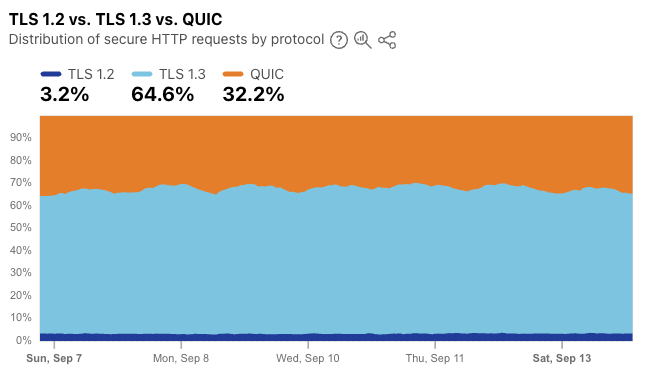 TLS 1.2 vs. TLS 1.3 vs. QUIC
Distribution of secure HTTP requests by protocol ?
TLS 1.2 TLS 1.3 QUIC
3.2% 64.6% 32.2%
90%
80%
70%
60%
50%
40%
30%
20%
10%
0%
Sun, Sep 7 Mon, Sep 8 Wed, Sep 10 Thu, Sep 11 Sat, Sep 13